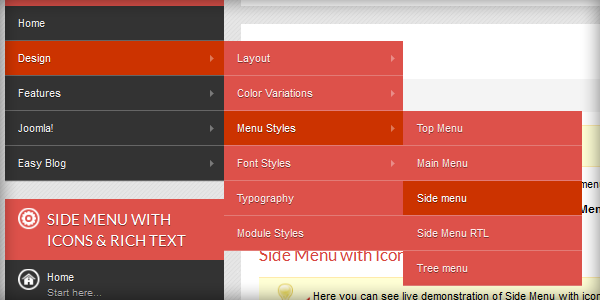 Home
Design
Features
Joomla!
Easy Blog
Layout
Color Variations
Menu Styles
Font Styles
Typography
Module Styles
Top Menu
Main Menu
Side menu
Side Menu RTL
Tree menu
SIDE MENU WITH
ICONS & RICH TEXT
Home
Start here...
Side Menu with Icon
Here you can see live demonstration of Side Menu with icon